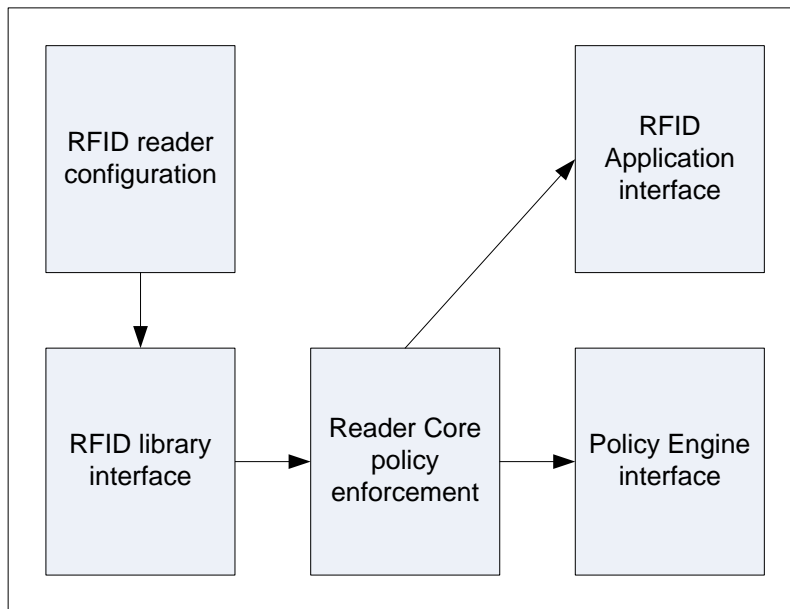 RFID reader
configuration
RFID
Application
interface
RFID library
interface
Reader Core
policy
enforcement
Policy Engine
interface